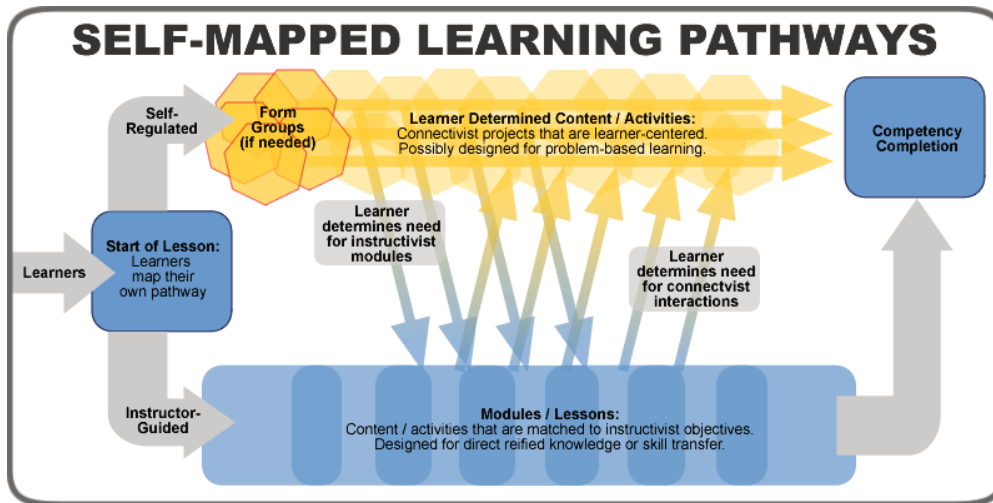 SELF-MAPPED LEARNING PATHWAYS
Self-
Regulated
Form
Groups
(if needed)
Learner Determined Content / Activities:
Connectivist projects that are learner-centered.
Possibly designed for problem-based learning.
Competency
Completion
Learner
determines need
for instructivist
modules
Learner
determines need
for connectvist
interactions
Learners
Start of Lesson:
Learners
map their
own pathway
Instructor-
Guided
Modules / Lessons:
Content / activities that are matched to instructivist objectives.
Designed for direct reified knowledge or skill transfer.